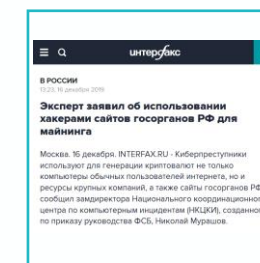 интерфакс
В РОССИИ
13:23, 16 декабря 2019
Эксперт заявил об использовании
хакерами сайтов госорганов РФ для
майнинга
Москва. 16 декабря. INTERFAX.RU - Киберпреступники
используют для генерации криптовалют не только
компьютеры обычных пользователей интернета, но и
ресурсы крупных компаний, а также сайты госорганов РФ
сообщил замдиректора Национального координационног
центра по компьютерным инцидентам (НКЦКИ), созданног
по приказу руководства ФСБ, Николай Мурашов.